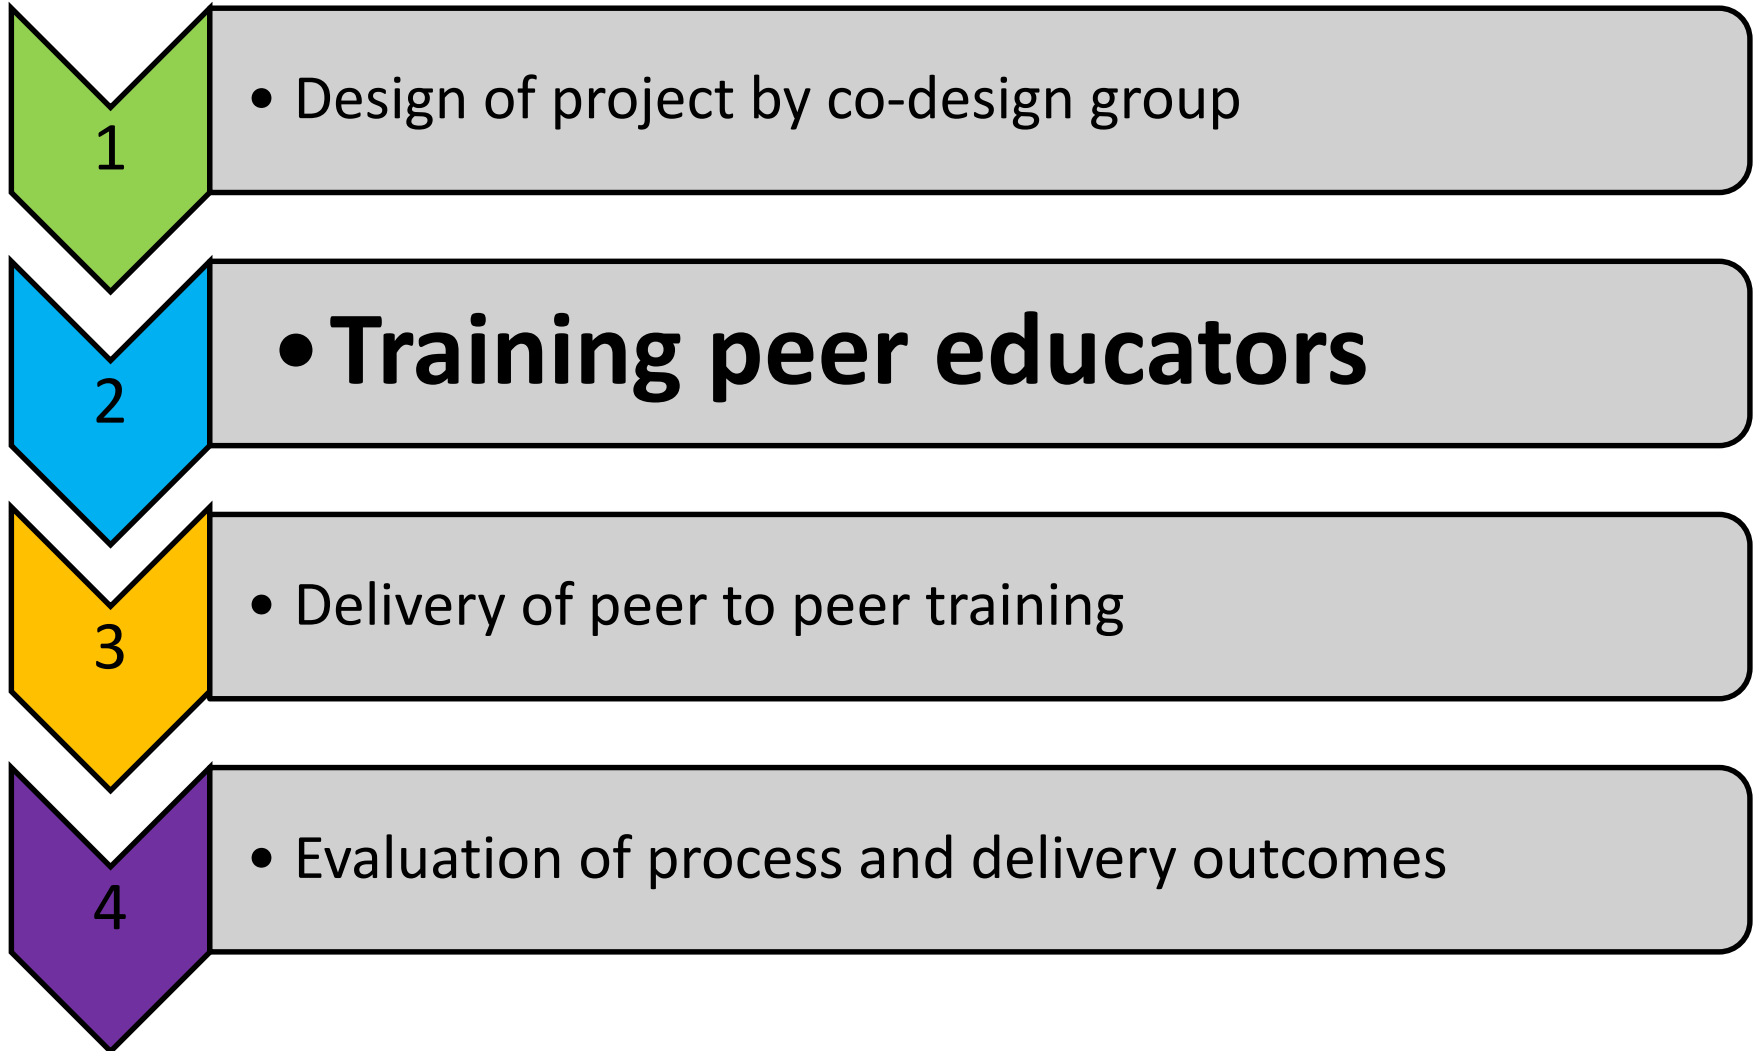 1
• Design of project by co-design group
2
• Training peer educators
3
• Delivery of peer to peer training
4
• Evaluation of process and delivery outcomes